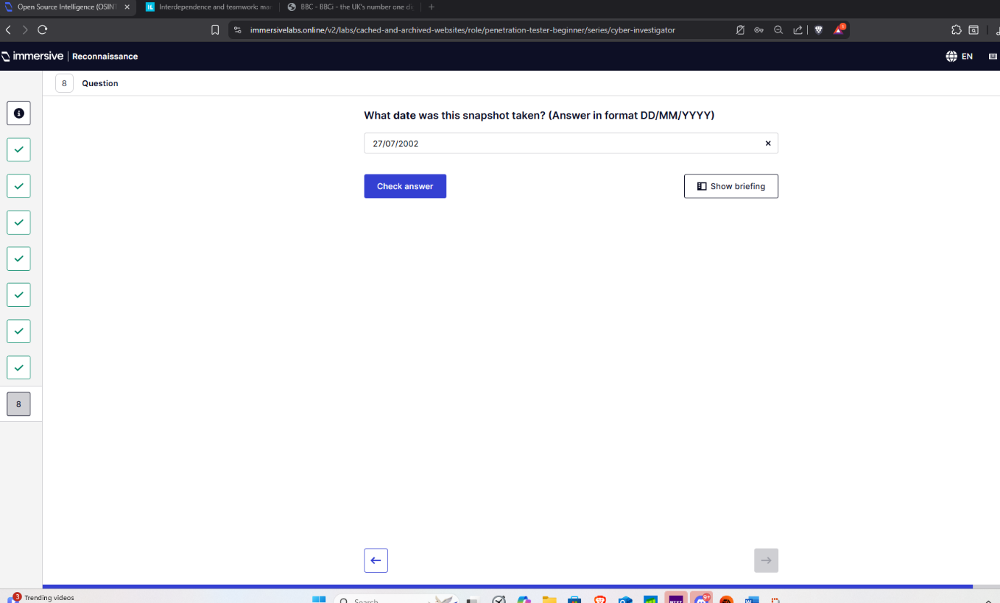 Open Source Intelligence (OSINT
Interdependence and teamwork: ma
BBC - BBCi - the UK's number one di
immersivelabs.online/v2/labs/cached-and-archived-websites/role/penetration-tester-beginner/series/cyber-investigator
1
immersive | Reconnaissance
EN
8 Question
What date was this snapshot taken? (Answer in format DD/MM/YYYY)
27/07/2002
Check answer
Show briefing
8
3
Trending videos
Search
9+